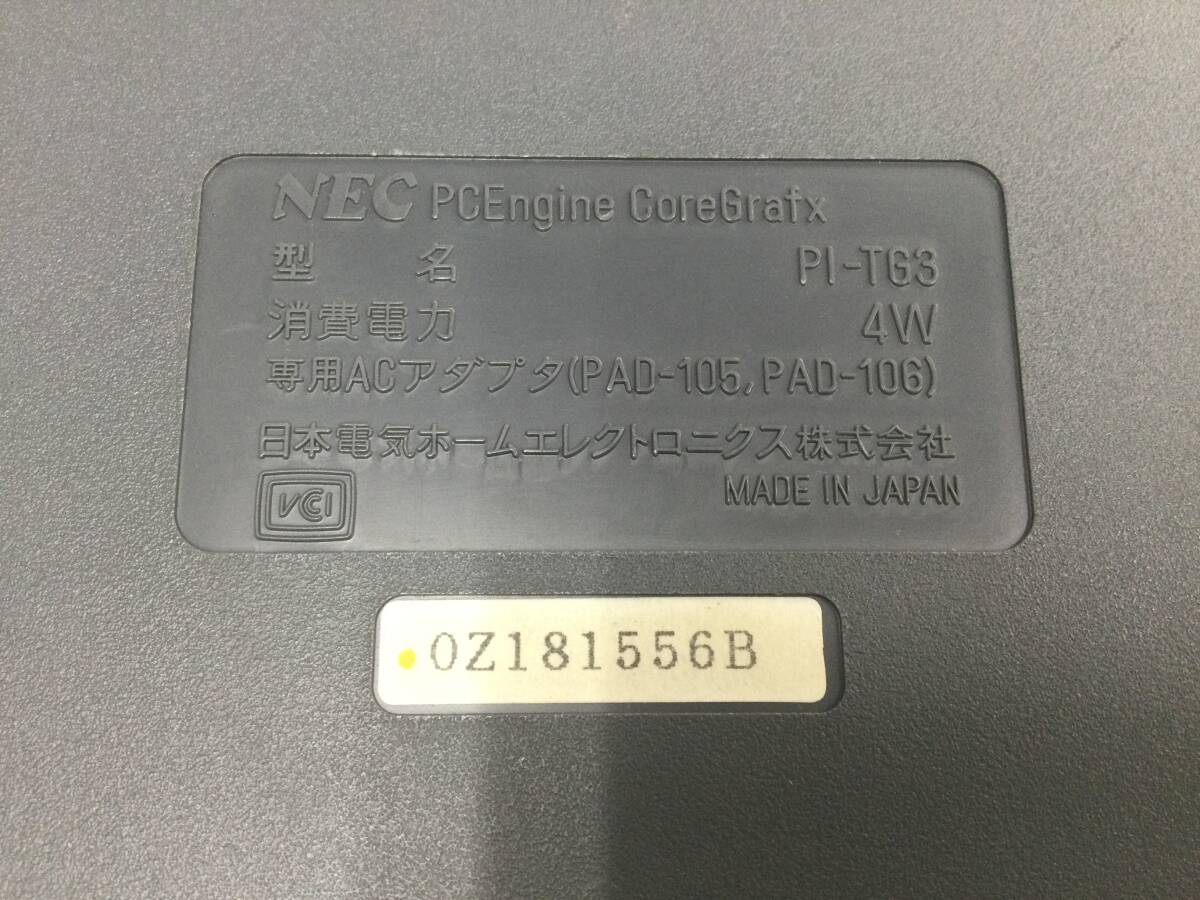 NEC PCEngine CoreGrafx
型 名 PI-TG3
消費電力 4W
専用ACアダプタ(PAD-105, PAD-106)
日本電気ホームエレクトロニクス株式会社
VCCI MADE IN JAPAN
0Z181556B